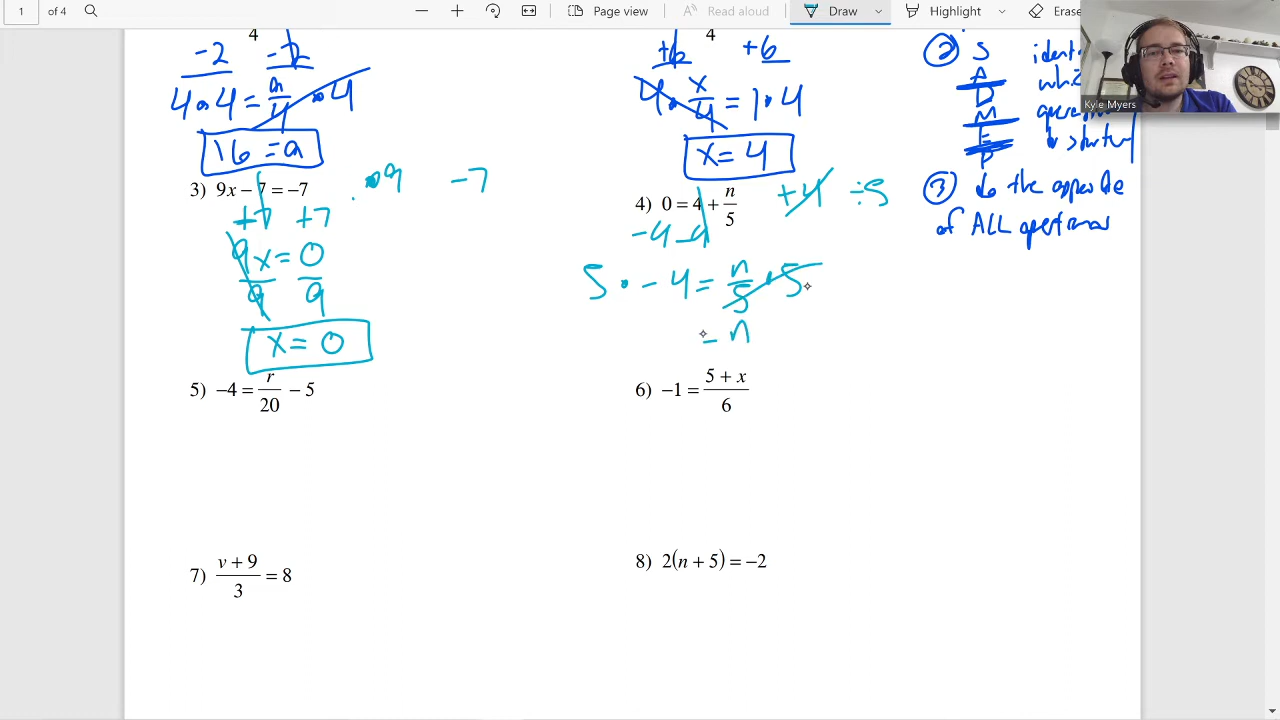 1 of 4 Page view Read aloud Draw Highlight Erase
4
-2 -2
4 • 4 = a/4 • 4
16 = a
4
+6 +6
4 • x/4 = 1 • 4
x = 4
② S
A
D
M
E
P
③ do the opposite
of ALL operations
Kyle Myers
3) 9x − 7 = −7 •9 -7
+7 +7
9x = 0
9 9
x = 0
4) 0 = 4 + n/5 +4 ÷5
-4 -4
5 • -4 = n/5 • 5
= n
5) −4 = r/20 − 5
6) −1 = (5 + x)/6
7) (v + 9)/3 = 8
8) 2(n + 5) = −2